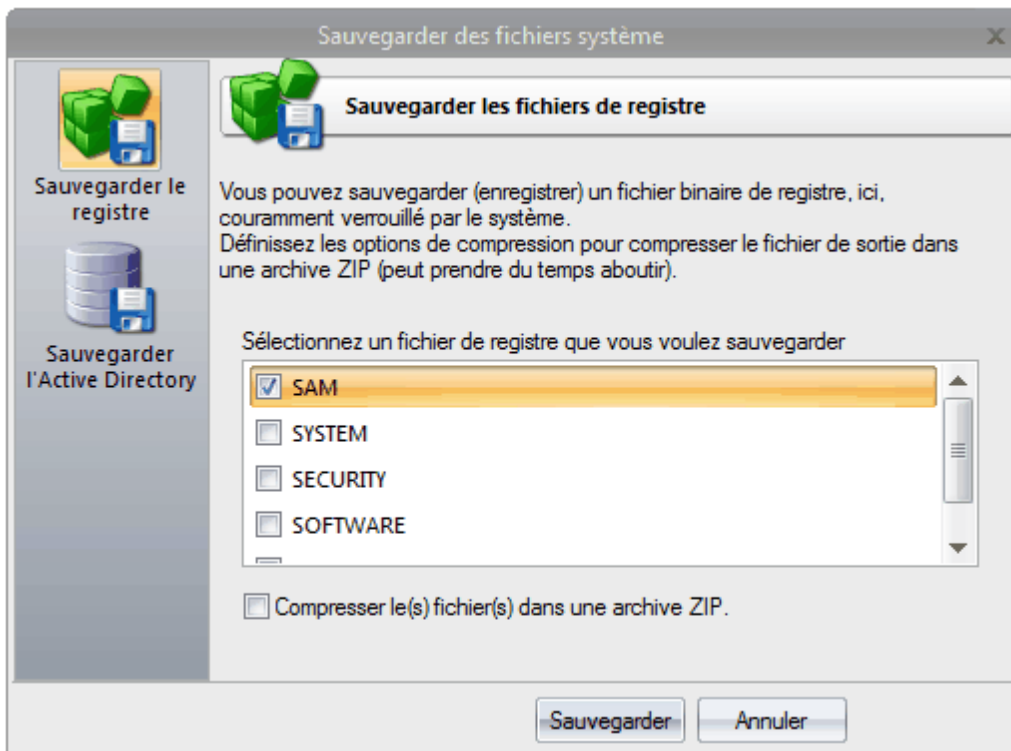 Sauvegarder des fichiers système
Sauvegarder le
registre
Sauvegarder
l'Active Directory
Sauvegarder les fichiers de registre
Vous pouvez sauvegarder (enregistrer) un fichier binaire de registre, ici,
couramment verrouillé par le système.
Définissez les options de compression pour compresser le fichier de sortie dans
une archive ZIP (peut prendre du temps aboutir).
Sélectionnez un fichier de registre que vous voulez sauvegarder
SAM
SYSTEM
SECURITY
SOFTWARE
Compresser le(s) fichier(s) dans une archive ZIP.
Sauvegarder
Annuler